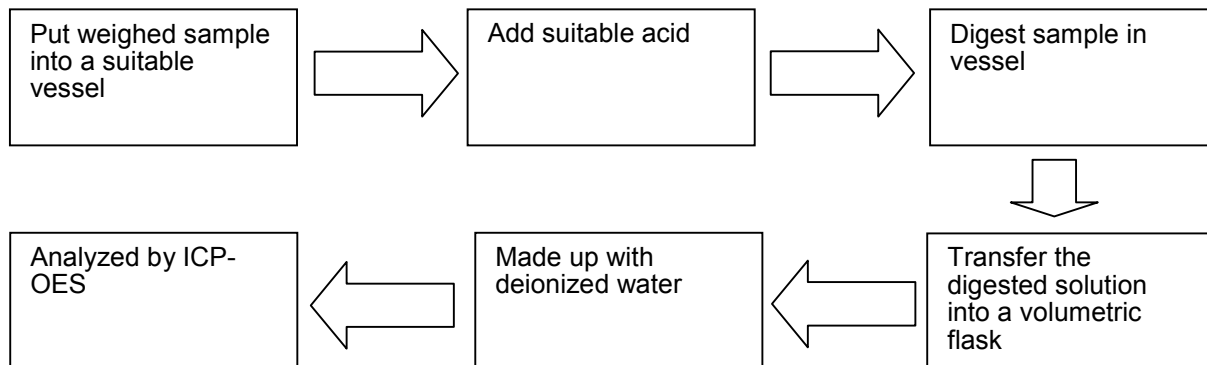 Put weighed sample
into a suitable
vessel
Add suitable acid
Digest sample in
vessel
Transfer the
digested solution
into a volumetric
flask
Made up with
deionized water
Analyzed by ICP-
OES